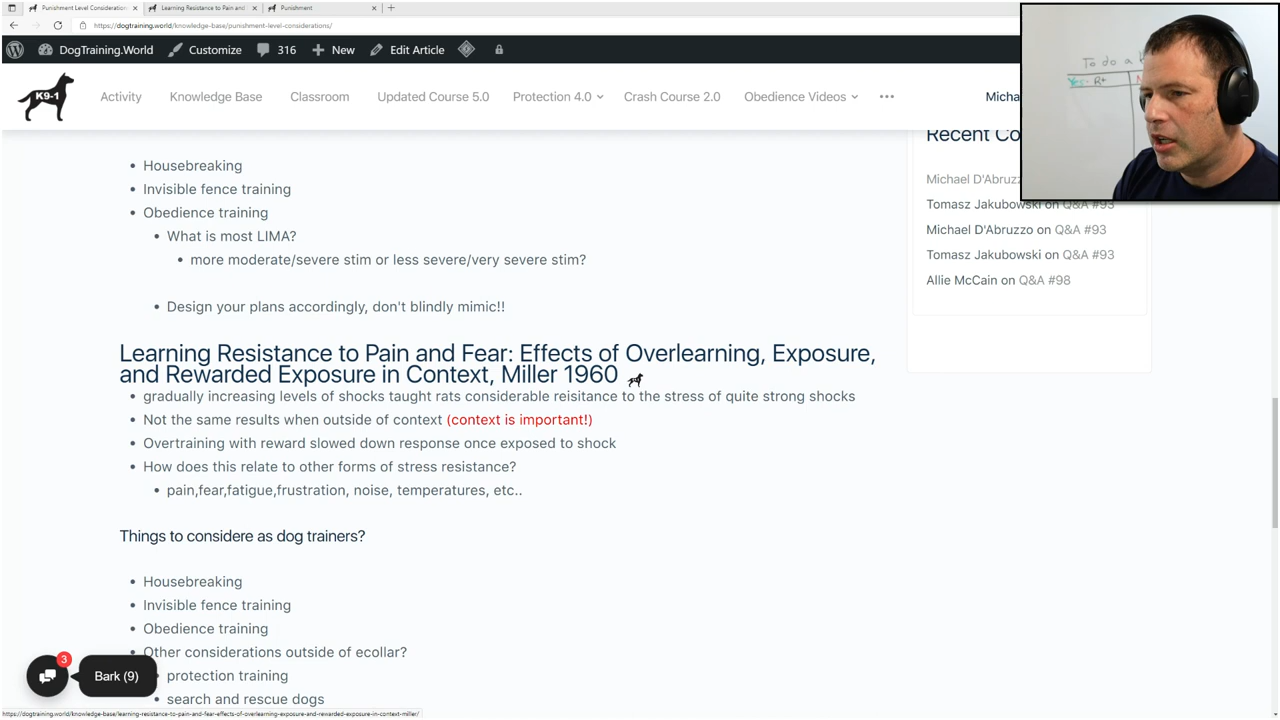 Punishment Level Consideration
Learning Resistance to Pain and
Punishment
https://dogtraining.world/knowledge-base/punishment-level-considerations/
DogTraining.World
Customize
316
New
Edit Article
K9-1
Activity
Knowledge Base
Classroom
Updated Course 5.0
Protection 4.0
Crash Course 2.0
Obedience Videos
Micha
To do a
R+
Housebreaking
Invisible fence training
Obedience training
What is most LIMA?
more moderate/severe stim or less severe/very severe stim?
Design your plans accordingly, don't blindly mimic!!
Learning Resistance to Pain and Fear: Effects of Overlearning, Exposure,
and Rewarded Exposure in Context, Miller 1960
gradually increasing levels of shocks taught rats considerable reisitance to the stress of quite strong shocks
Not the same results when outside of context (context is important!)
Overtraining with reward slowed down response once exposed to shock
How does this relate to other forms of stress resistance?
pain,fear,fatigue,frustration, noise, temperatures, etc..
Things to considere as dog trainers?
Housebreaking
Invisible fence training
Obedience training
Other considerations outside of ecollar?
protection training
search and rescue dogs
Recent Co
Michael D'Abruzz
Tomasz Jakubowski on Q&A #93
Michael D'Abruzzo on Q&A #93
Tomasz Jakubowski on Q&A #93
Allie McCain on Q&A #98
3
Bark (9)
https://dogtraining.world/knowledge-base/learning-resistance-to-pain-and-fear-effects-of-overlearning-exposure-and-rewarded-exposure-in-context-miller/